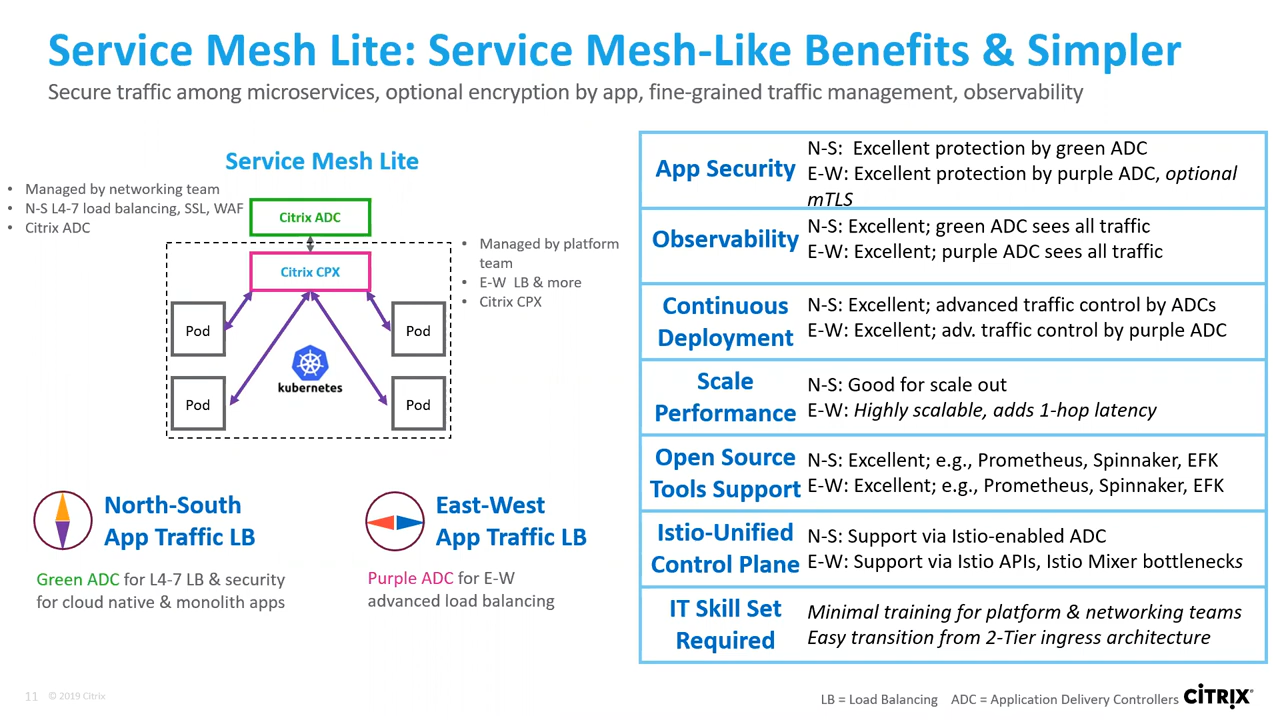 Service Mesh Lite: Service Mesh-Like Benefits & Simpler
Secure traffic among microservices, optional encryption by app, fine-grained traffic management, observability
Service Mesh Lite
• Managed by networking team
• N-S L4-7 load balancing, SSL, WAF
• Citrix ADC
Citrix ADC
Citrix CPX
• Managed by platform
team
• E-W LB & more
• Citrix CPX
Pod
Pod
kubernetes
Pod
Pod
North-South
App Traffic LB
Green ADC for L4-7 LB & security
for cloud native & monolith apps
East-West
App Traffic LB
Purple ADC for E-W
advanced load balancing
App Security
N-S: Excellent protection by green ADC
E-W: Excellent protection by purple ADC, optional
mTLS
Observability
N-S: Excellent; green ADC sees all traffic
E-W: Excellent; purple ADC sees all traffic
Continuous
Deployment
N-S: Excellent; advanced traffic control by ADCs
E-W: Excellent; adv. traffic control by purple ADC
Scale
Performance
N-S: Good for scale out
E-W: Highly scalable, adds 1-hop latency
Open Source
Tools Support
N-S: Excellent; e.g., Prometheus, Spinnaker, EFK
E-W: Excellent; e.g., Prometheus, Spinnaker, EFK
Istio-Unified
Control Plane
N-S: Support via Istio-enabled ADC
E-W: Support via Istio APIs, Istio Mixer bottlenecks
IT Skill Set
Required
Minimal training for platform & networking teams
Easy transition from 2-Tier ingress architecture
11 © 2019 Citrix
LB = Load Balancing ADC = Application Delivery Controllers
CITRIX